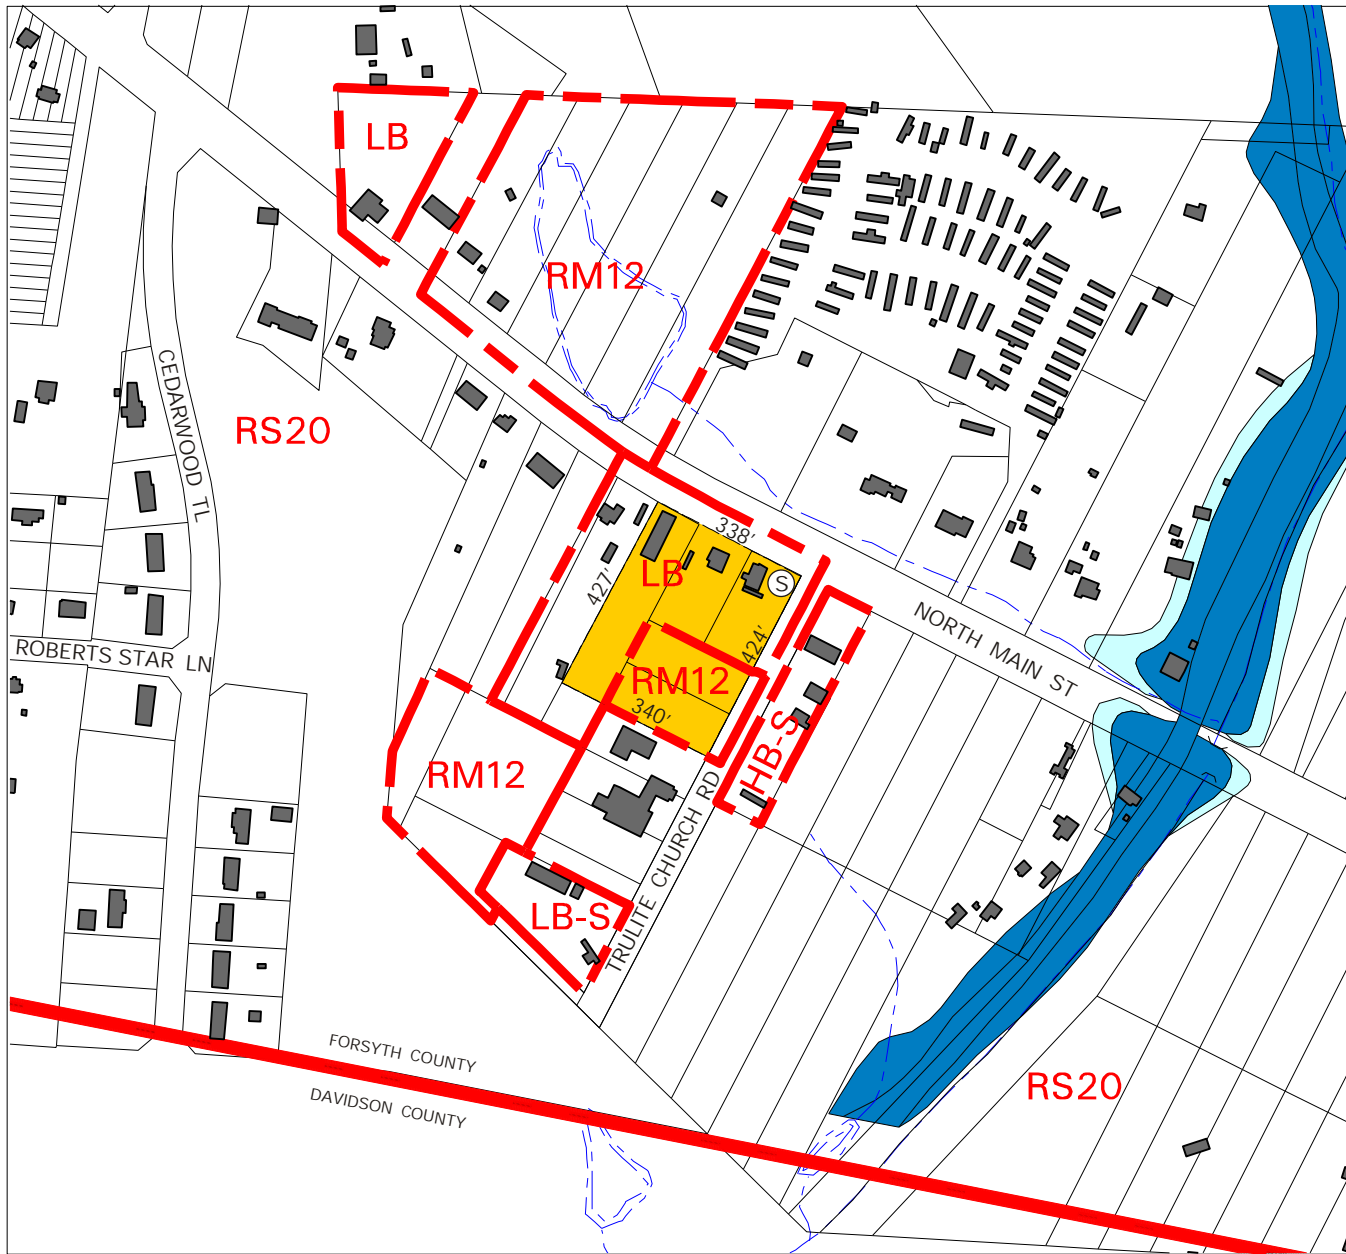 LB
RM12
CEDARWOOD TL
RS20
338'
LB
S
427'
424'
NORTH MAIN ST
ROBERTS STAR LN
RM12
340'
HB-S
RM12
LB-S
TRULITE CHURCH RD
FORSYTH COUNTY
DAVIDSON COUNTY
RS20